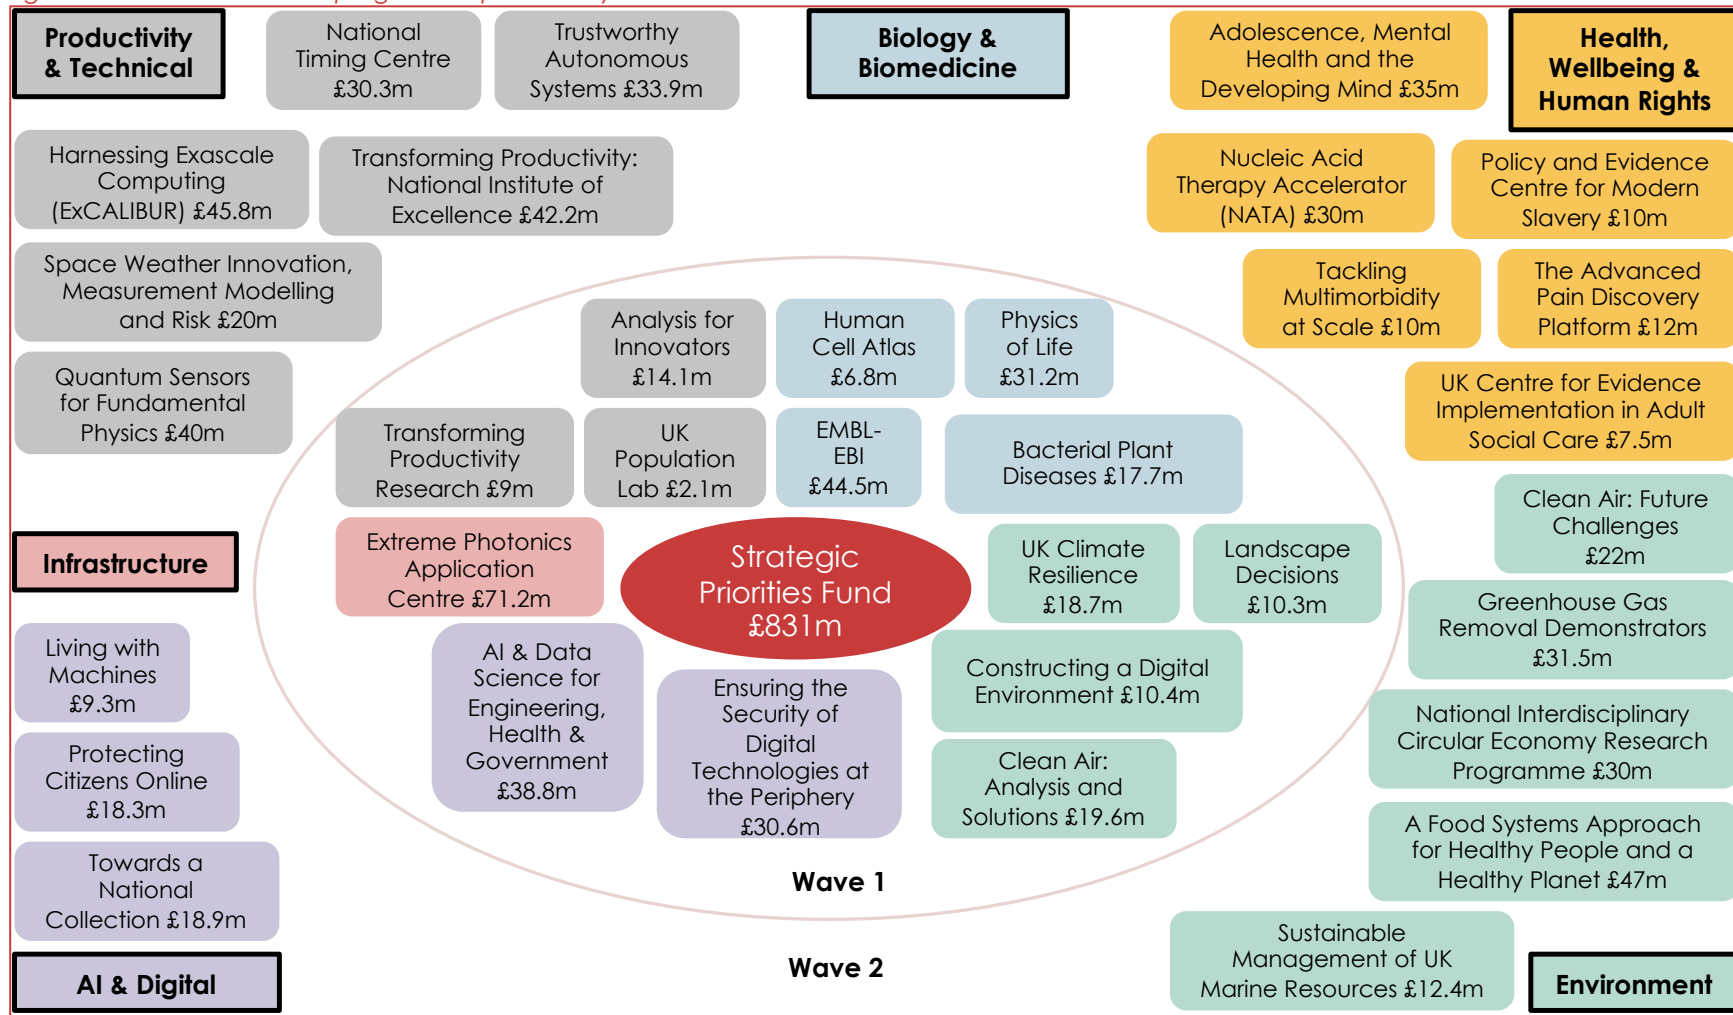 Productivity
& Technical
National
Timing Centre
£30.3m
Trustworthy
Autonomous
Systems £33.9m
Biology &
Biomedicine
Adolescence, Mental
Health and the
Developing Mind £35m
Health,
Wellbeing &
Human Rights
Harnessing Exascale
Computing
(ExCALIBUR) £45.8m
Transforming Productivity:
National Institute of
Excellence £42.2m
Nucleic Acid
Therapy Accelerator
(NATA) £30m
Policy and Evidence
Centre for Modern
Slavery £10m
Space Weather Innovation,
Measurement Modelling
and Risk £20m
Tackling
Multimorbidity
at Scale £10m
The Advanced
Pain Discovery
Platform £12m
Analysis for
Innovators
£14.1m
Human
Cell Atlas
£6.8m
Physics
of Life
£31.2m
Quantum Sensors
for Fundamental
Physics £40m
UK Centre for Evidence
Implementation in Adult
Social Care £7.5m
Transforming
Productivity
Research £9m
UK
Population
Lab £2.1m
EMBL-
EBI
£44.5m
Bacterial Plant
Diseases £17.7m
Clean Air: Future
Challenges
£22m
Infrastructure
Extreme Photonics
Application
Centre £71.2m
Strategic
Priorities Fund
£831m
UK Climate
Resilience
£18.7m
Landscape
Decisions
£10.3m
Greenhouse Gas
Removal Demonstrators
£31.5m
Living with
Machines
£9.3m
AI & Data
Science for
Engineering,
Health &
Government
£38.8m
Ensuring the
Security of
Digital
Technologies at
the Periphery
£30.6m
Constructing a Digital
Environment £10.4m
National Interdisciplinary
Circular Economy Research
Programme £30m
Protecting
Citizens Online
£18.3m
Clean Air:
Analysis and
Solutions £19.6m
A Food Systems Approach
for Healthy People and a
Healthy Planet £47m
Towards a
National
Collection £18.9m
Wave 1
Wave 2
Sustainable
Management of UK
Marine Resources £12.4m
AI & Digital
Environment